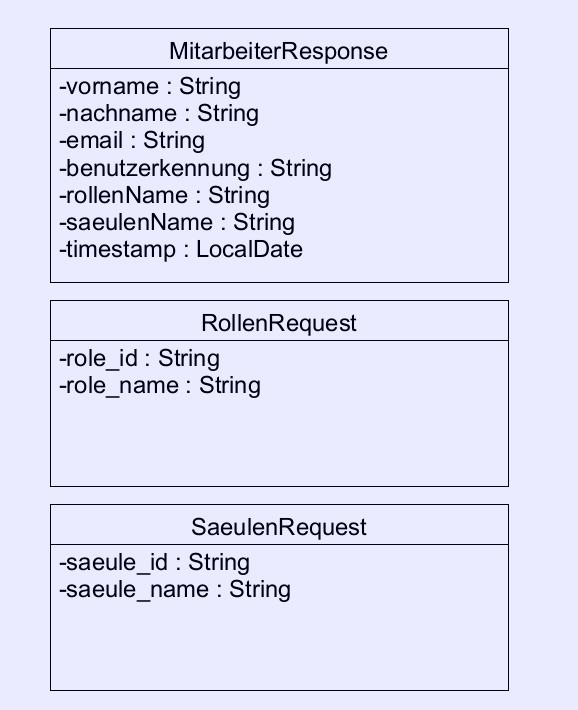 MitarbeiterResponse
-vorname : String
-nachname : String
-email : String
-benutzerkennung : String
-rollenName : String
-saeulenName : String
-timestamp : LocalDate
RollenRequest
-role_id : String
-role_name : String
SaeulenRequest
-saeule_id : String
-saeule_name : String